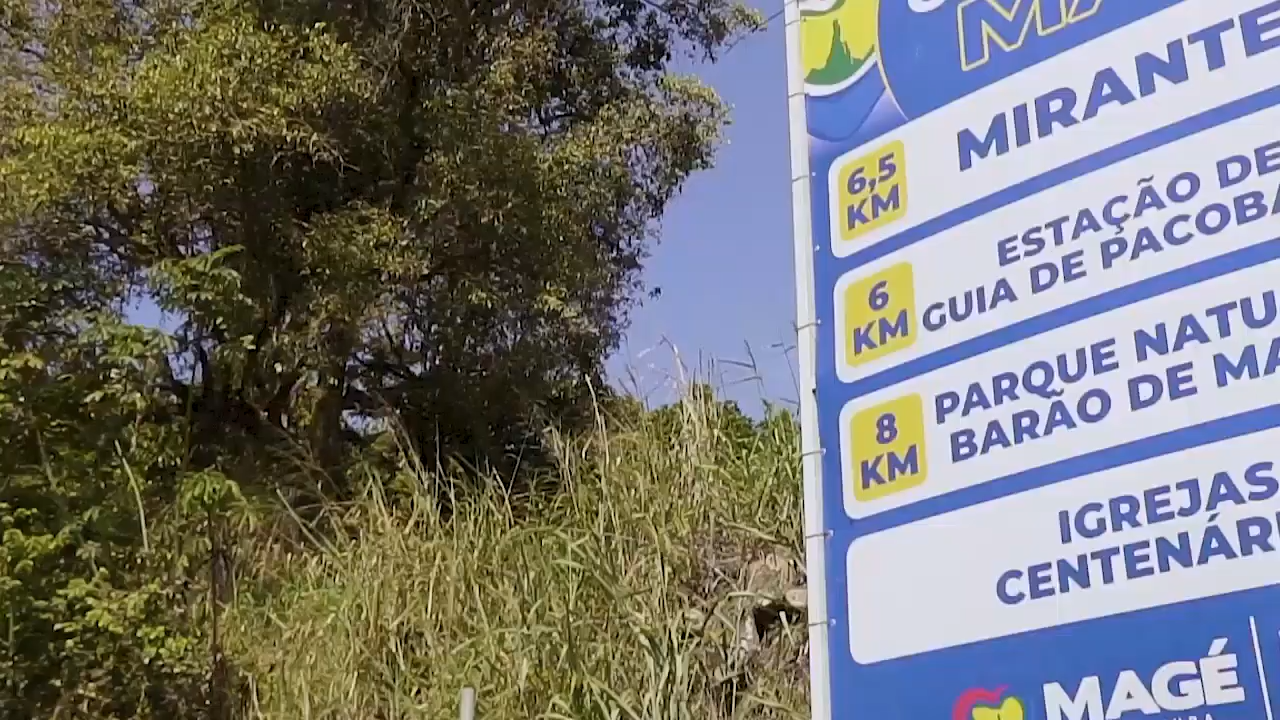 MIRANTE
6,5
KM
ESTAÇÃO DE
GUIA DE PACOBA
6
KM
PARQUE NATU
BARÃO DE MA
8
KM
IGREJAS
CENTENÁR
MAGÉ